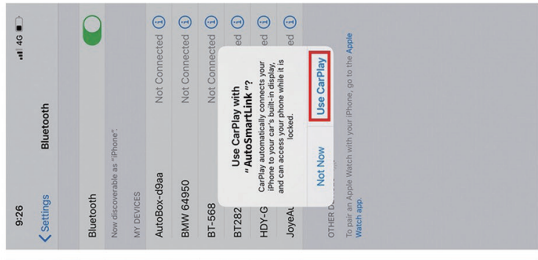 9:26
4G
Settings
Bluetooth
Bluetooth
Now discoverable as "iPhone".
MY DEVICES
AutoBox-d9aa Not Connected
BMW 64950 Not Connected
BT-568 Not Connected
BT282
HDY-G
JoyeAu
Use CarPlay with
"AutoSmartLink"?
CarPlay automatically connects your
iPhone to your car's built-in display,
and can access your phone while it is
locked.
Not Now Use CarPlay
OTHER D
To pair an Apple Watch with your iPhone, go to the Apple
Watch app.